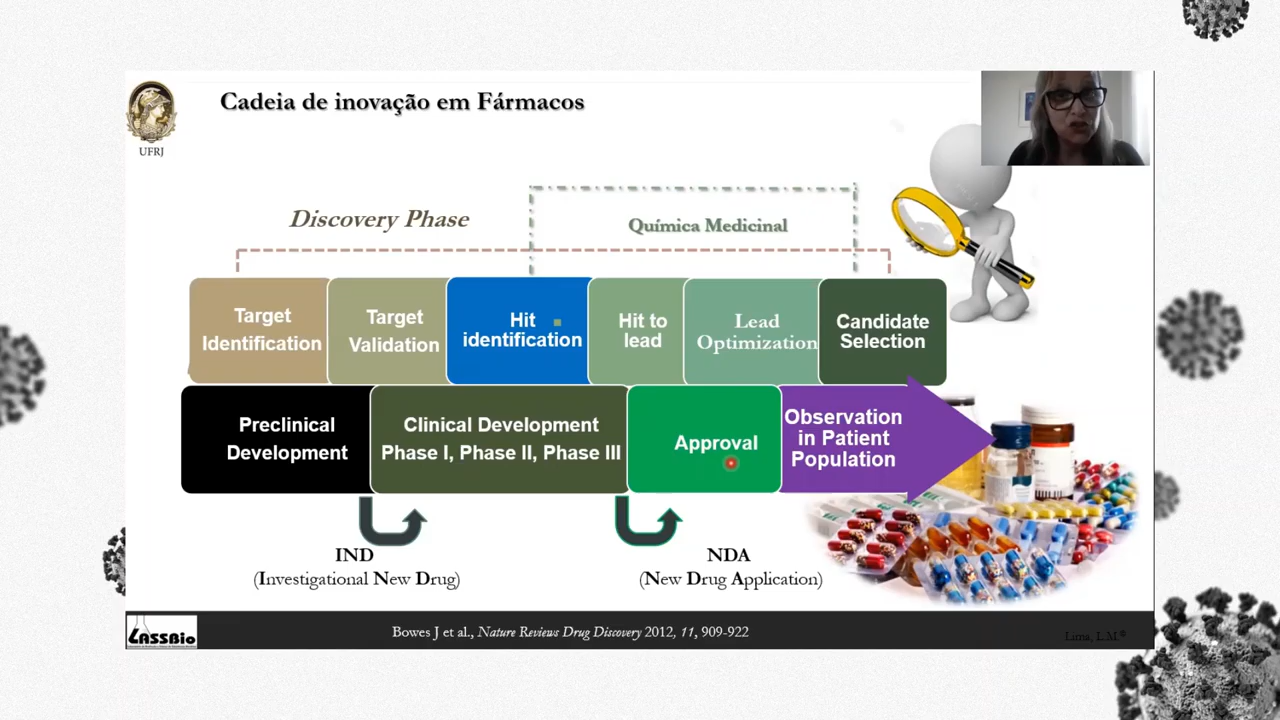 Cadeia de inovação em Fármacos
UFRJ
Discovery Phase
Química Medicinal
Target
Identification
Target
Validation
Hit
identification
Hit to
lead
Lead
Optimization
Candidate
Selection
Preclinical
Development
Clinical Development
Phase I, Phase II, Phase III
Approval
Observation
in Patient
Population
IND
(Investigational New Drug)
NDA
(New Drug Application)
LASSBio
Bowes J et al., Nature Reviews Drug Discovery 2012, 11, 909-922
Lima, L.M.®